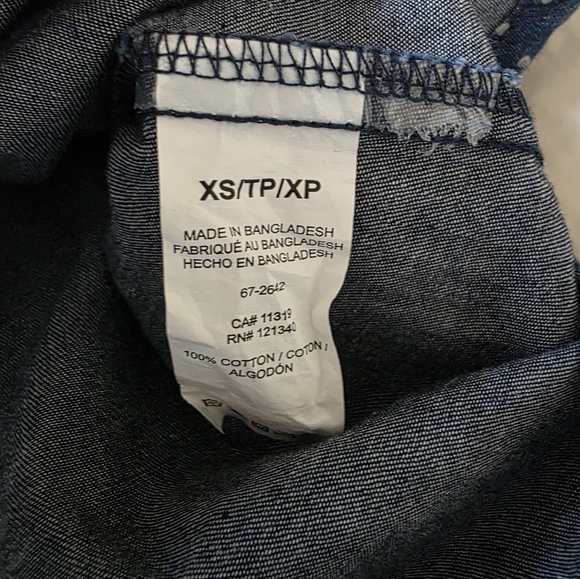 XS/TP/XP
MADE IN BANGLADESH
FABRIQUÉ AU BANGLADESH
HECHO EN BANGLADESH
67-2642
CA# 11319
RN# 121340
100% COTTON / COTON /
ALGODÓN